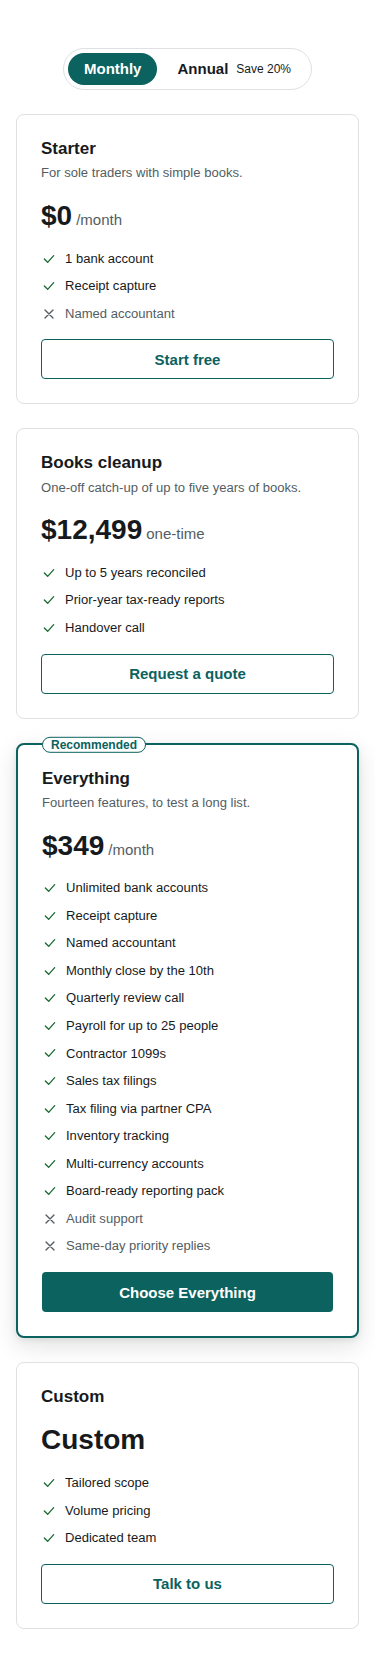 Monthly Annual Save 20%
Starter
For sole traders with simple books.
$0 /month
1 bank account
Receipt capture
Named accountant
Start free
Books cleanup
One-off catch-up of up to five years of books.
$12,499 one-time
Up to 5 years reconciled
Prior-year tax-ready reports
Handover call
Request a quote
Recommended
Everything
Fourteen features, to test a long list.
$349 /month
Unlimited bank accounts
Receipt capture
Named accountant
Monthly close by the 10th
Quarterly review call
Payroll for up to 25 people
Contractor 1099s
Sales tax filings
Tax filing via partner CPA
Inventory tracking
Multi-currency accounts
Board-ready reporting pack
Audit support
Same-day priority replies
Choose Everything
Custom
Custom
Tailored scope
Volume pricing
Dedicated team
Talk to us